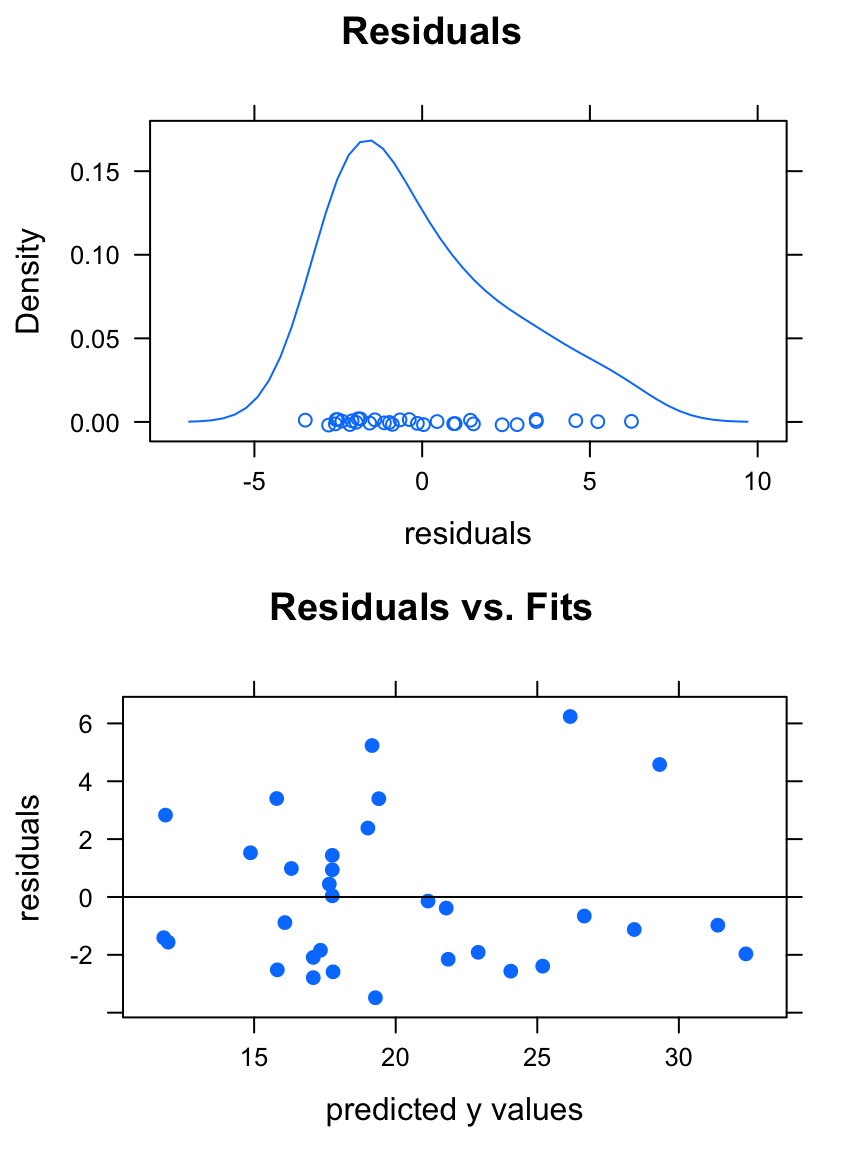 Residuals
0.15
0.10
0.05
0.00
Density
-5 0 5 10
residuals
Residuals vs. Fits
6
4
2
0
-2
residuals
15 20 25 30
predicted y values